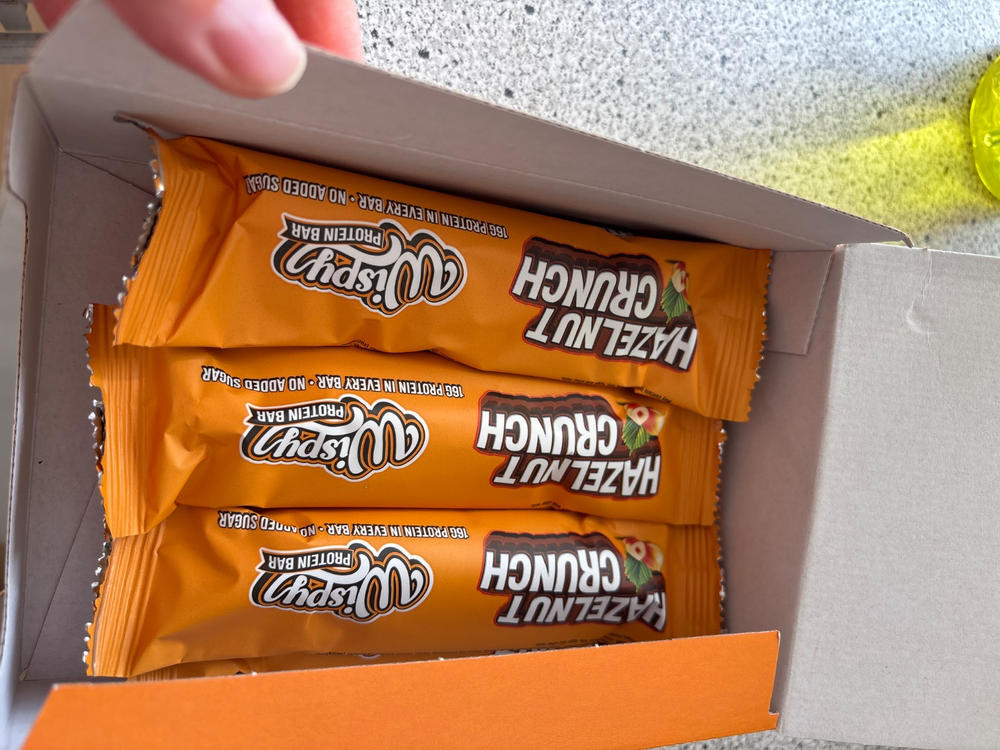 HAZELNUT
CRUNCH
Wispy
PROTEIN BAR
16G PROTEIN IN EVERY BAR • NO ADDED SUGAR
HAZELNUT
CRUNCH
Wispy
PROTEIN BAR
16G PROTEIN IN EVERY BAR • NO ADDED SUGAR
HAZELNUT
CRUNCH
Wispy
PROTEIN BAR
16G PROTEIN IN EVERY BAR • NO ADDED SUGAR